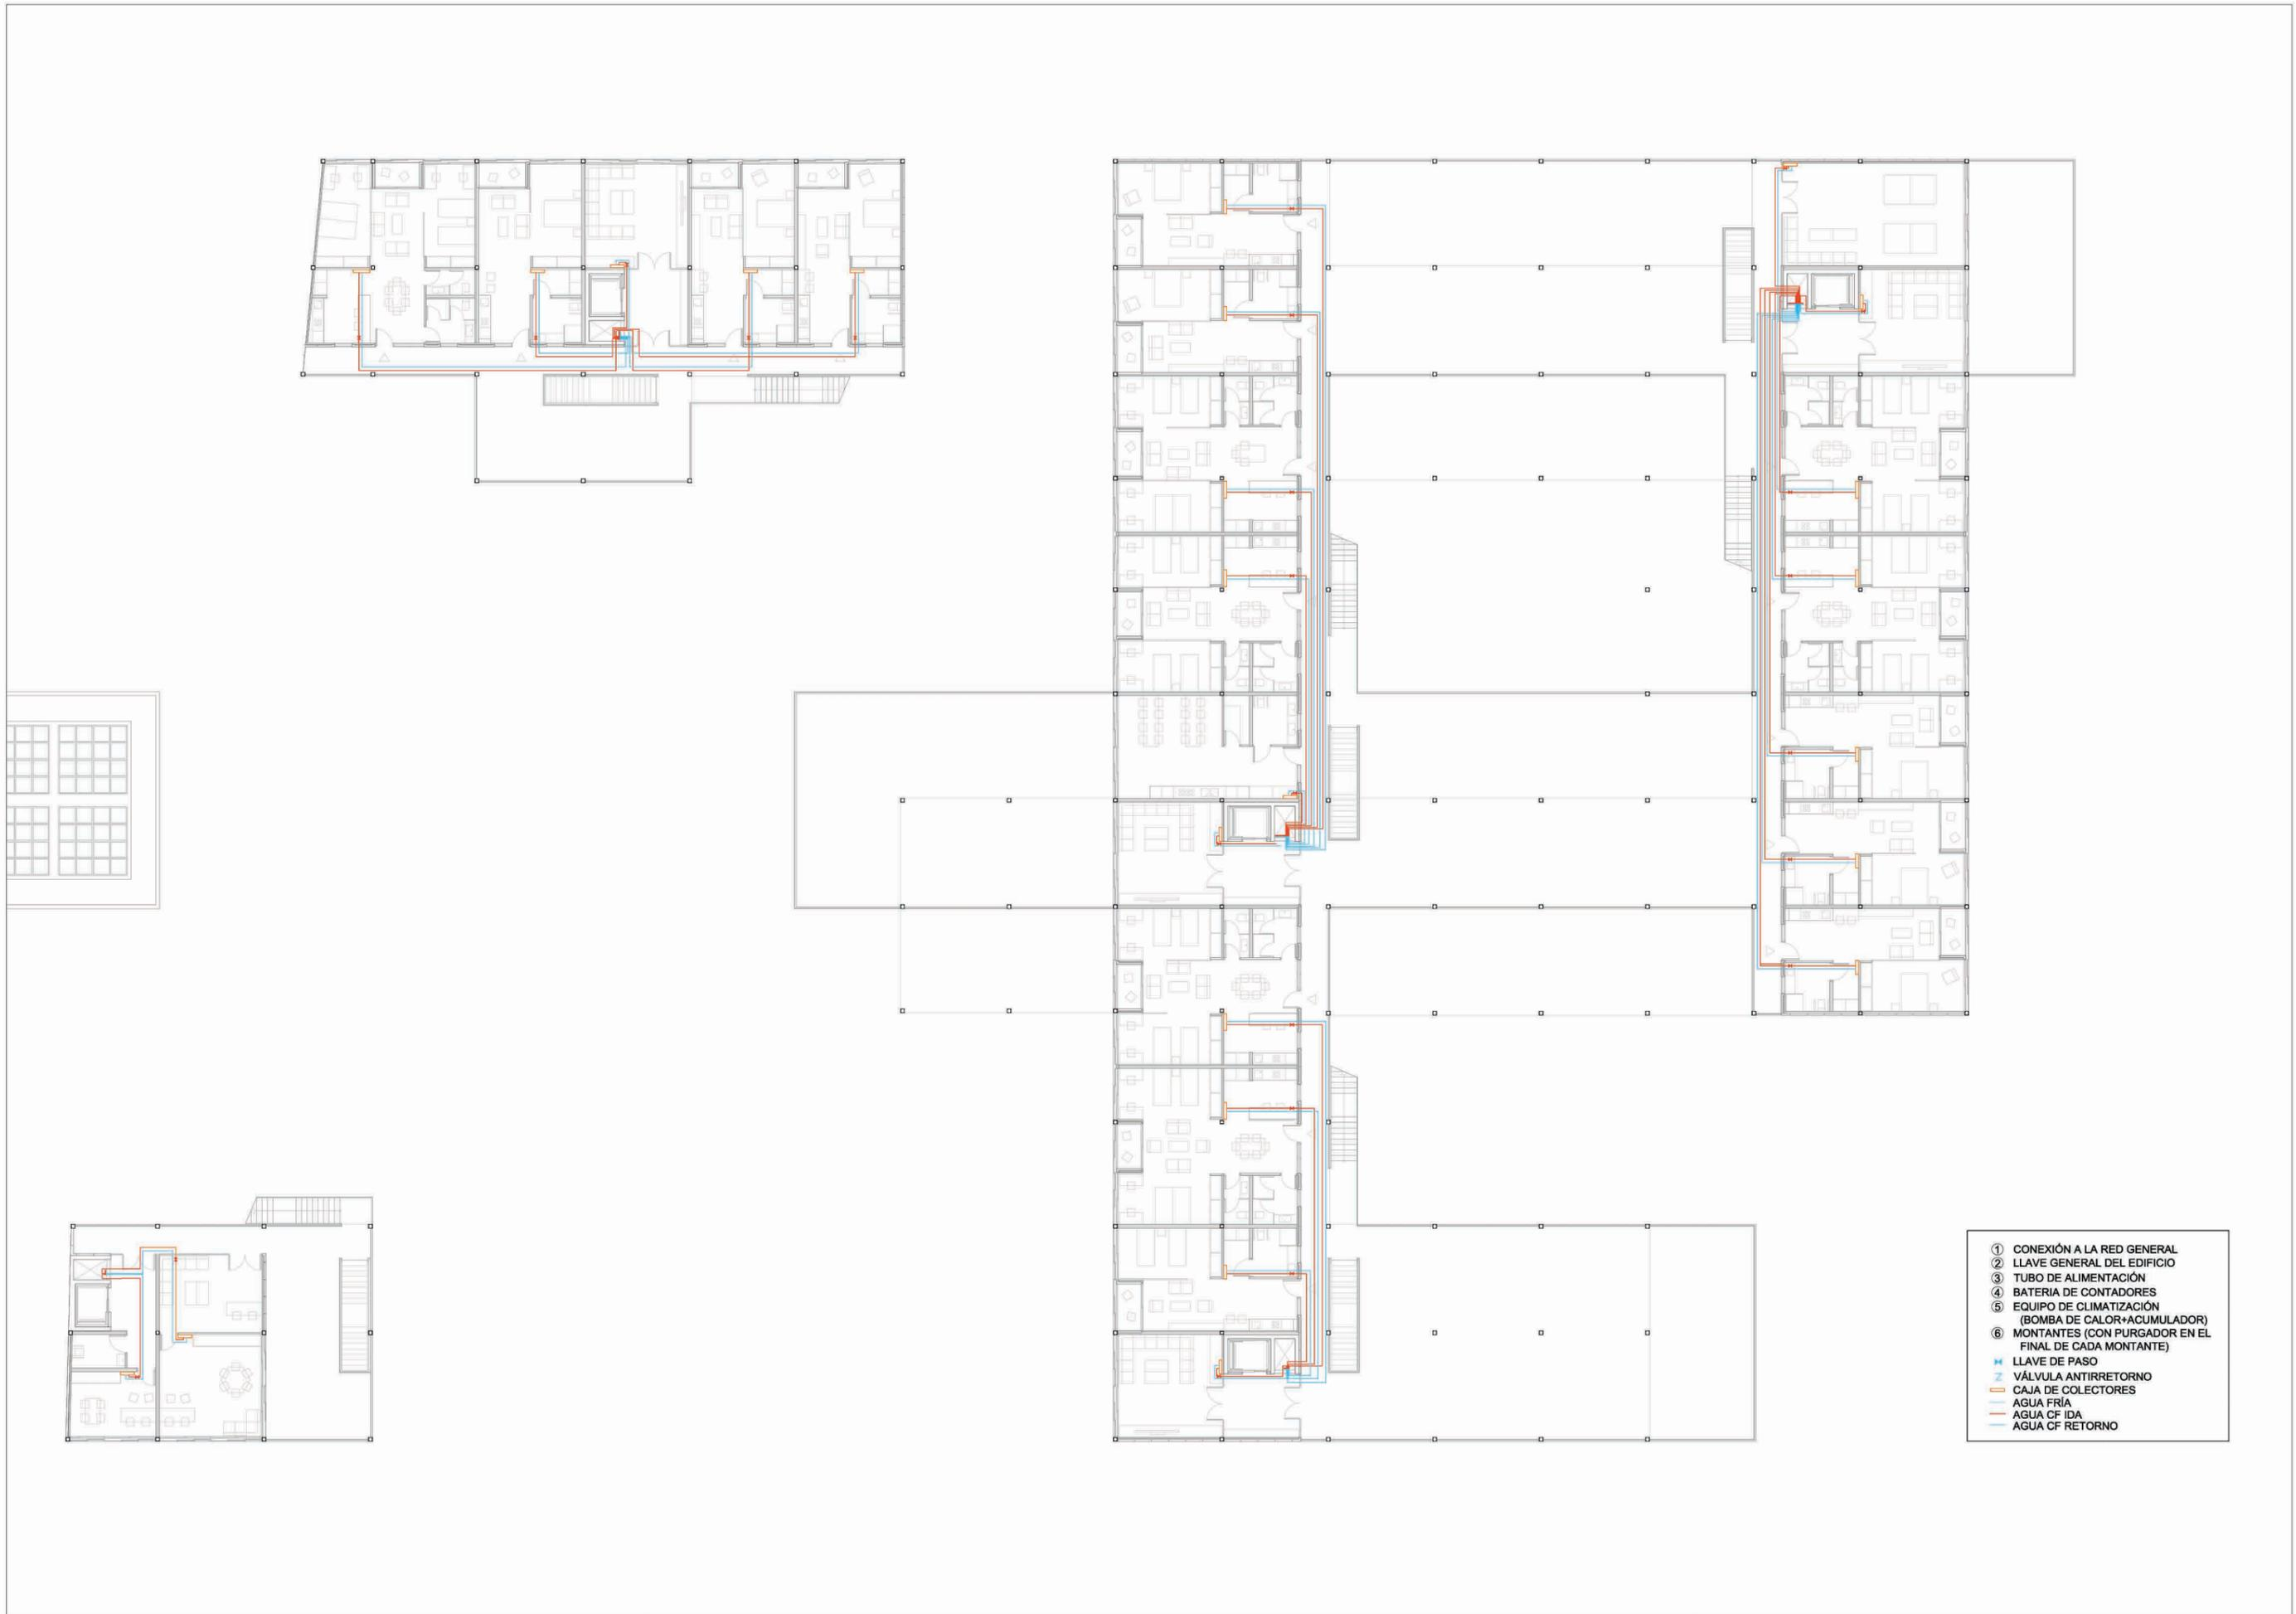 ① CONEXIÓN A LA RED GENERAL
② LLAVE GENERAL DEL EDIFICIO
③ TUBO DE ALIMENTACIÓN
④ BATERIA DE CONTADORES
⑤ EQUIPO DE CLIMATIZACIÓN
(BOMBA DE CALOR+ACUMULADOR)
⑥ MONTANTES (CON PURGADOR EN EL
FINAL DE CADA MONTANTE)
LLAVE DE PASO
VÁLVULA ANTIRRETORNO
CAJA DE COLECTORES
AGUA FRÍA
AGUA CF IDA
AGUA CF RETORNO